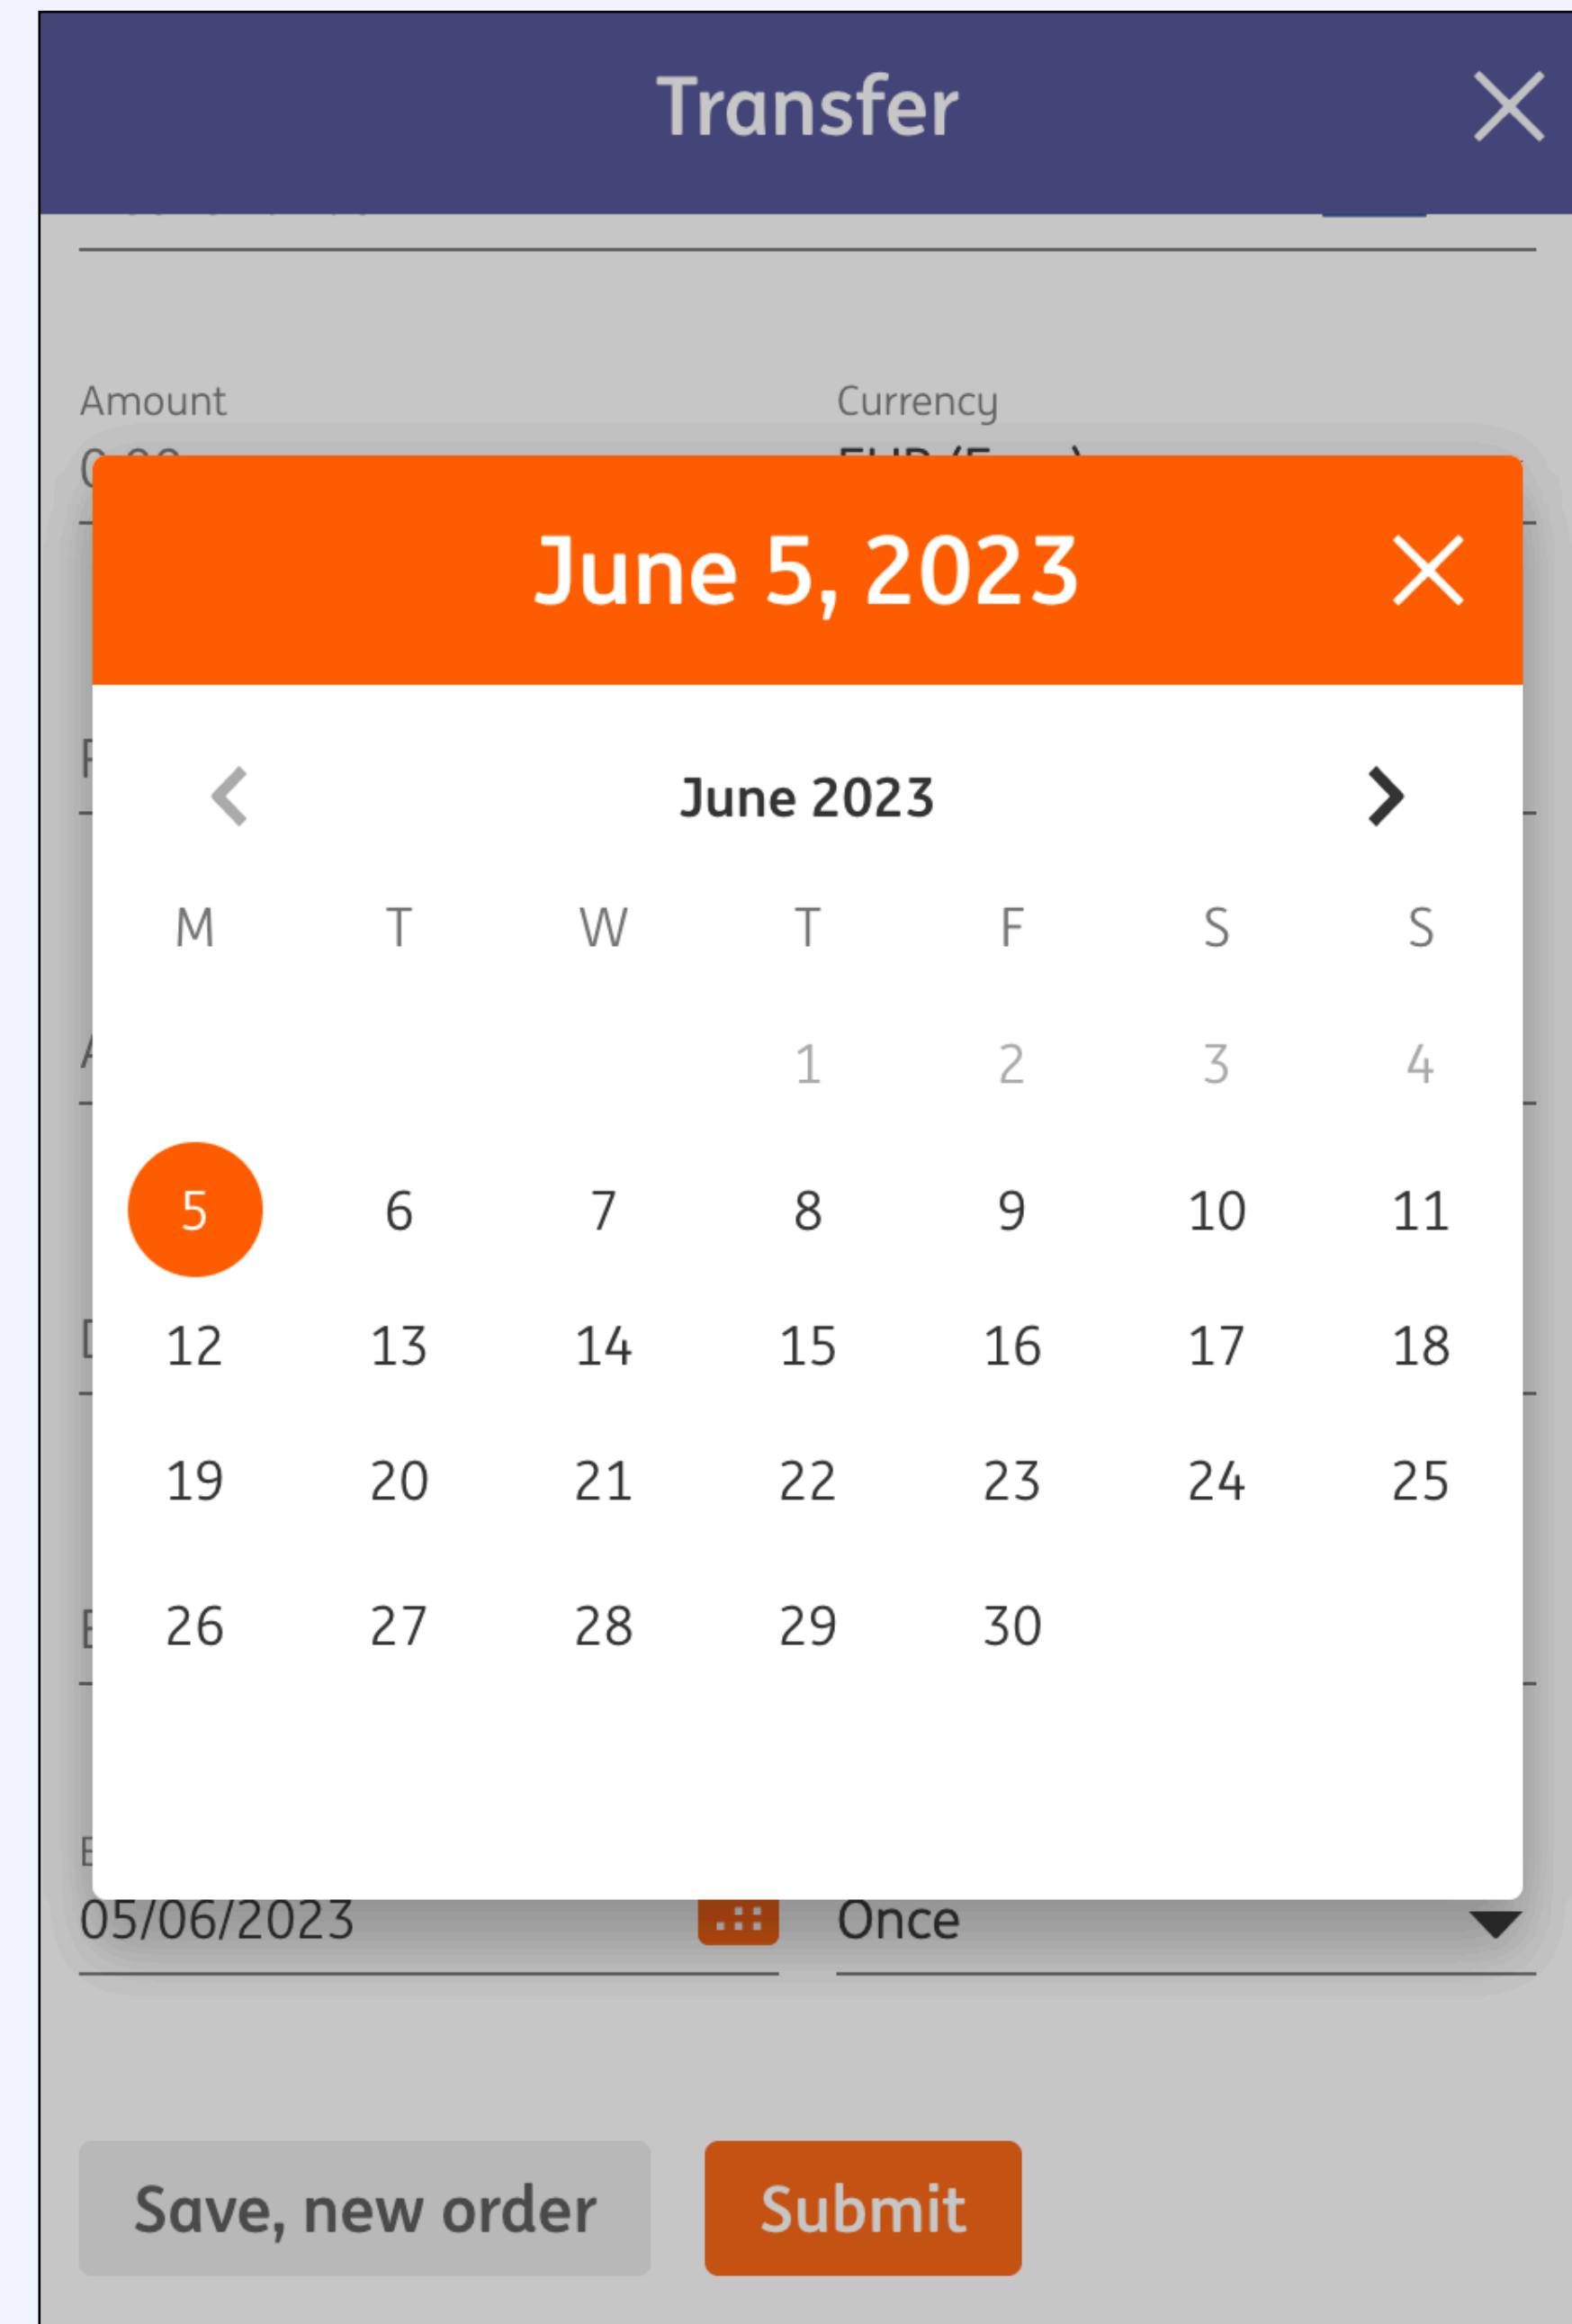 Transfer
Amount Currency
June 5, 2023
June 2023
M T W T F S S
1 2 3 4
5 6 7 8 9 10 11
12 13 14 15 16 17 18
19 20 21 22 23 24 25
26 27 28 29 30
05/06/2023 Once
Save, new order Submit